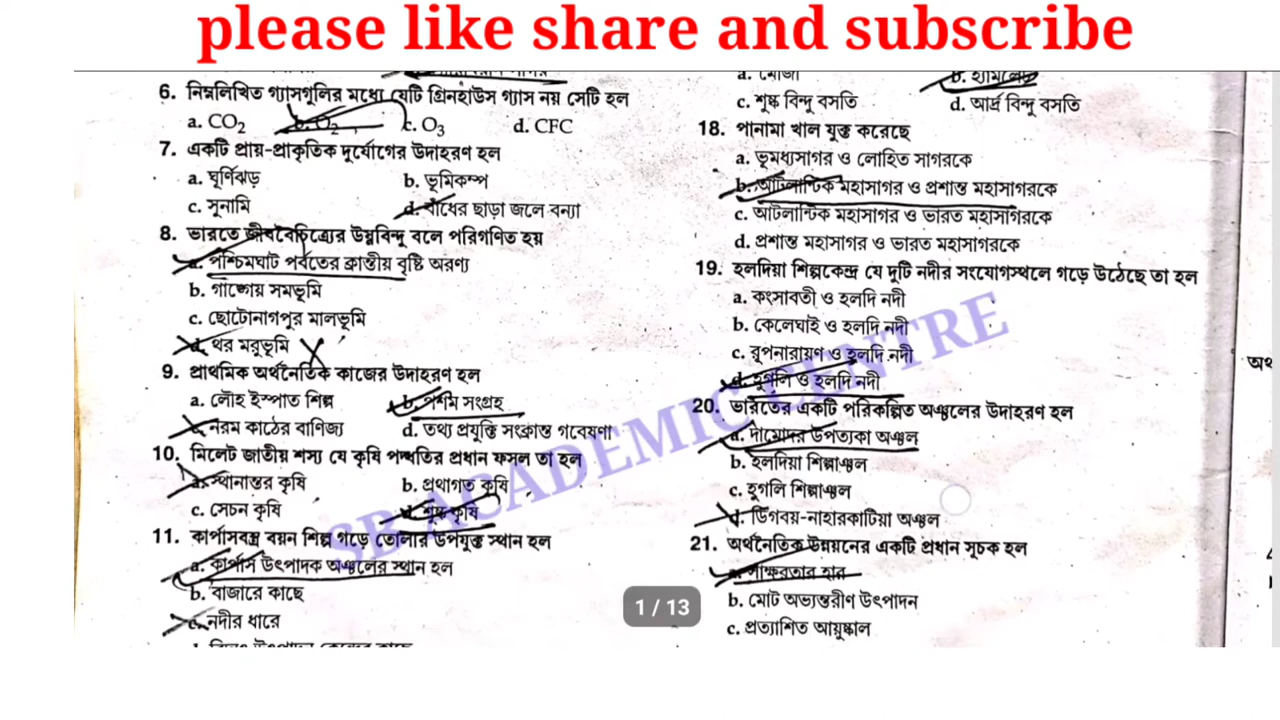 please like share and subscribe
6. নিম্নলিখিত গ্যাসগুলির মধ্যে যেটি গ্রিনহাউস গ্যাস নয় সেটি হল
a. CO2 b. O2 c. O3 d. CFC
7. একটি প্রায়-প্রাকৃতিক দুর্যোগের উদাহরণ হল
a. ঘূর্ণিঝড় b. ভূমিকম্প
c. সুনামি d. বাঁধের ছাড়া জলে বন্যা
8. ভারতে জীববৈচিত্র্যের উয়বিন্দু বলে পরিগণিত হয়
a. পশ্চিমঘাট পর্বতের ক্রান্তীয় বৃষ্টি অরণ্য
b. গাঙ্গেয় সমভূমি
c. ছোটোনাগপুর মালভূমি
d. থর মরুভূমি
9. প্রাথমিক অর্থনৈতিক কাজের উদাহরণ হল
a. লৌহ ইস্পাত শিল্প b. পশম সংগ্রহ
c. নরম কাঠের বাণিজ্য d. তথ্য প্রযুক্তি সংক্রান্ত গবেষণা
10. মিলেট জাতীয় শস্য যে কৃষি পদ্ধতির প্রধান ফসল তা হল
a. স্থানান্তর কৃষি b. প্রথাগত কৃষি
c. সেচন কৃষি d. শুষ্ক কৃষি
11. কার্পাসবস্ত্র বয়ন শিল্প গড়ে তোলার উপযুক্ত স্থান হল
a. কার্পাস উৎপাদক অঞ্চলের স্থান হল
b. বাজারে কাছে
c. নদীর ধারে
a. মৌজা b. হ্যামলেট
c. শুষ্ক বিন্দু বসতি d. আর্দ্র বিন্দু বসতি
18. পানামা খাল যুক্ত করেছে
a. ভূমধ্যসাগর ও লোহিত সাগরকে
b. আটলান্টিক মহাসাগর ও প্রশান্ত মহাসাগরকে
c. আটলান্টিক মহাসাগর ও ভারত মহাসাগরকে
d. প্রশান্ত মহাসাগর ও ভারত মহাসাগরকে
19. হলদিয়া শিল্পকেন্দ্র যে দুটি নদীর সংযোগস্থলে গড়ে উঠেছে তা হল
a. কংসাবতী ও হলদি নদী
b. কেলেঘাই ও হলদি নদী
c. রূপনারায়ণ ও হলদি নদী
d. হুগলি ও হলদি নদী
20. ভারতের একটি পরিকল্পিত অঞ্চলের উদাহরণ হল
a. দামোদর উপত্যকা অঞ্চল
b. হলদিয়া শিল্পাঞ্চল
c. হুগলি শিল্পাঞ্চল
d. ডিগবয়-নাহারকাটিয়া অঞ্চল
21. অর্থনৈতিক উন্নয়নের একটি প্রধান সূচক হল
a. সাক্ষরতার হার
b. মোট অভ্যন্তরীণ উৎপাদন
c. প্রত্যাশিত আয়ুষ্কাল
SB ACADEMIC CENTRE
1 / 13